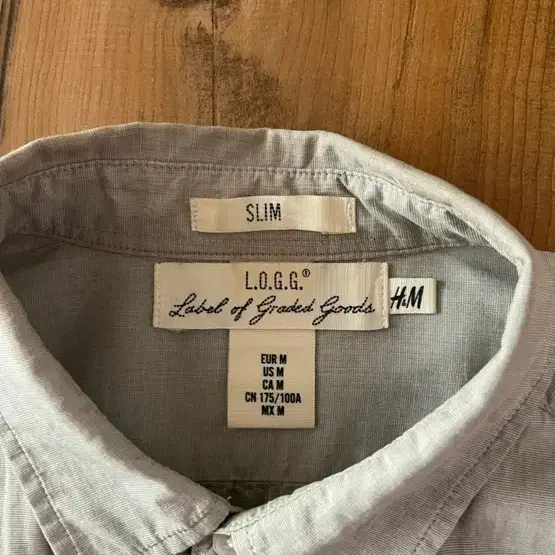 SLIM
L.O.G.G.®
Label of Graded Goods
H&M
EUR M
US M
CA M
CN 175/100A
MX M